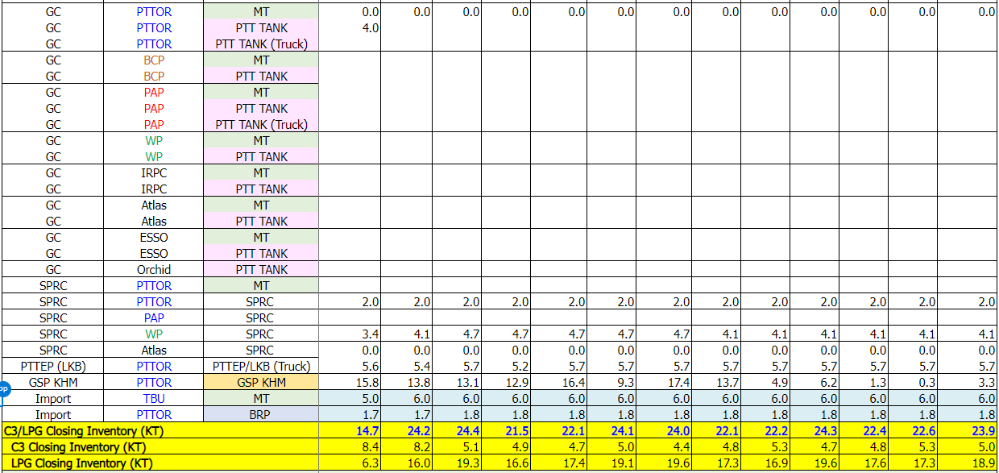 GC PTTOR MT 0.0 0.0 0.0 0.0 0.0 0.0 0.0 0.0 0.0 0.0 0.0 0.0 0.0
GC PTTOR PTT TANK 4.0
GC PTTOR PTT TANK (Truck)
GC BCP MT
GC BCP PTT TANK
GC PAP MT
GC PAP PTT TANK
GC PAP PTT TANK (Truck)
GC WP MT
GC WP PTT TANK
GC IRPC MT
GC IRPC PTT TANK
GC Atlas MT
GC Atlas PTT TANK
GC ESSO MT
GC ESSO PTT TANK
GC Orchid PTT TANK
SPRC PTTOR MT
SPRC PTTOR SPRC 2.0 2.0 2.0 2.0 2.0 2.0 2.0 2.0 2.0 2.0 2.0 2.0 2.0
SPRC PAP SPRC
SPRC WP SPRC 3.4 4.1 4.7 4.7 4.7 4.7 4.7 4.1 4.1 4.1 4.1 4.1 4.1
SPRC Atlas SPRC 0.0 0.0 0.0 0.0 0.0 0.0 0.0 0.0 0.0 0.0 0.0 0.0 0.0
PTTEP (LKB) PTTOR PTTEP/LKB (Truck) 5.6 5.4 5.7 5.2 5.7 5.7 5.7 5.7 5.7 5.7 5.7 5.7 5.7
GSP KHM PTTOR GSP KHM 15.8 13.8 13.1 12.9 16.4 9.3 17.4 13.7 4.9 6.2 1.3 0.3 3.3
Import TBU MT 5.0 6.0 6.0 6.0 6.0 6.0 6.0 6.0 6.0 6.0 6.0 6.0 6.0
Import PTTOR BRP 1.7 1.7 1.8 1.8 1.8 1.8 1.8 1.8 1.8 1.8 1.8 1.8 1.8
C3/LPG Closing Inventory (KT) 14.7 24.2 24.4 21.5 22.1 24.1 24.0 22.1 22.2 24.3 22.4 22.6 23.9
C3 Closing Inventory (KT) 8.4 8.2 5.1 4.9 4.7 5.0 4.4 4.8 5.3 4.7 4.8 5.3 5.0
LPG Closing Inventory (KT) 6.3 16.0 19.3 16.6 17.4 19.1 19.6 17.3 16.9 19.6 17.6 17.3 18.9